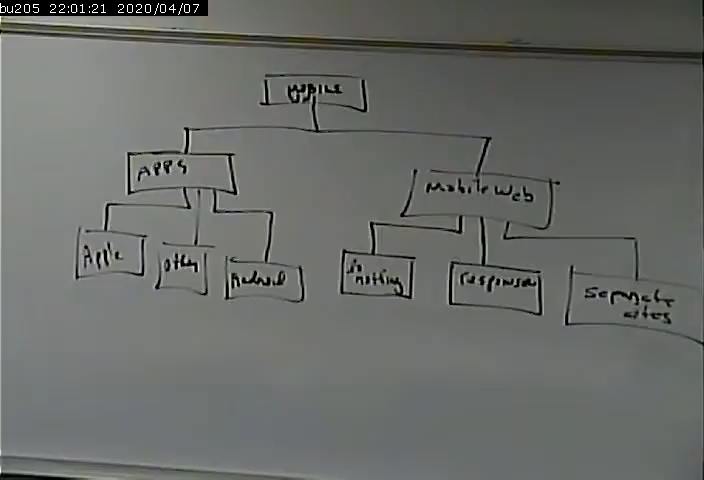 bu205 22:01:21 2020/04/07
MOBILE
APPS
Mobile Web
Apple
Other
Android
Do
nothing
responsive
Separate
sites